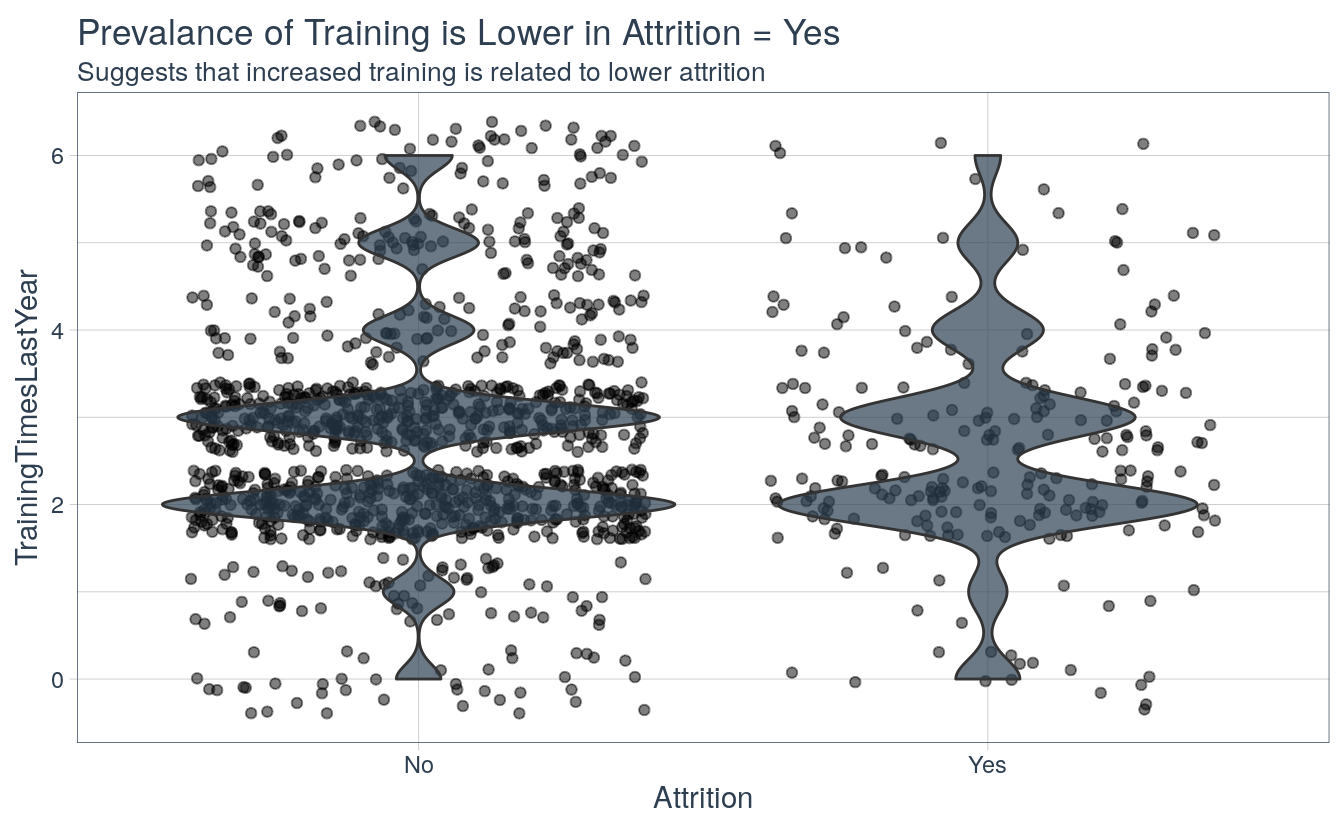 Prevalance of Training is Lower in Attrition = Yes
Suggests that increased training is related to lower attrition
TrainingTimesLastYear
6
4
2
0
No
Yes
Attrition